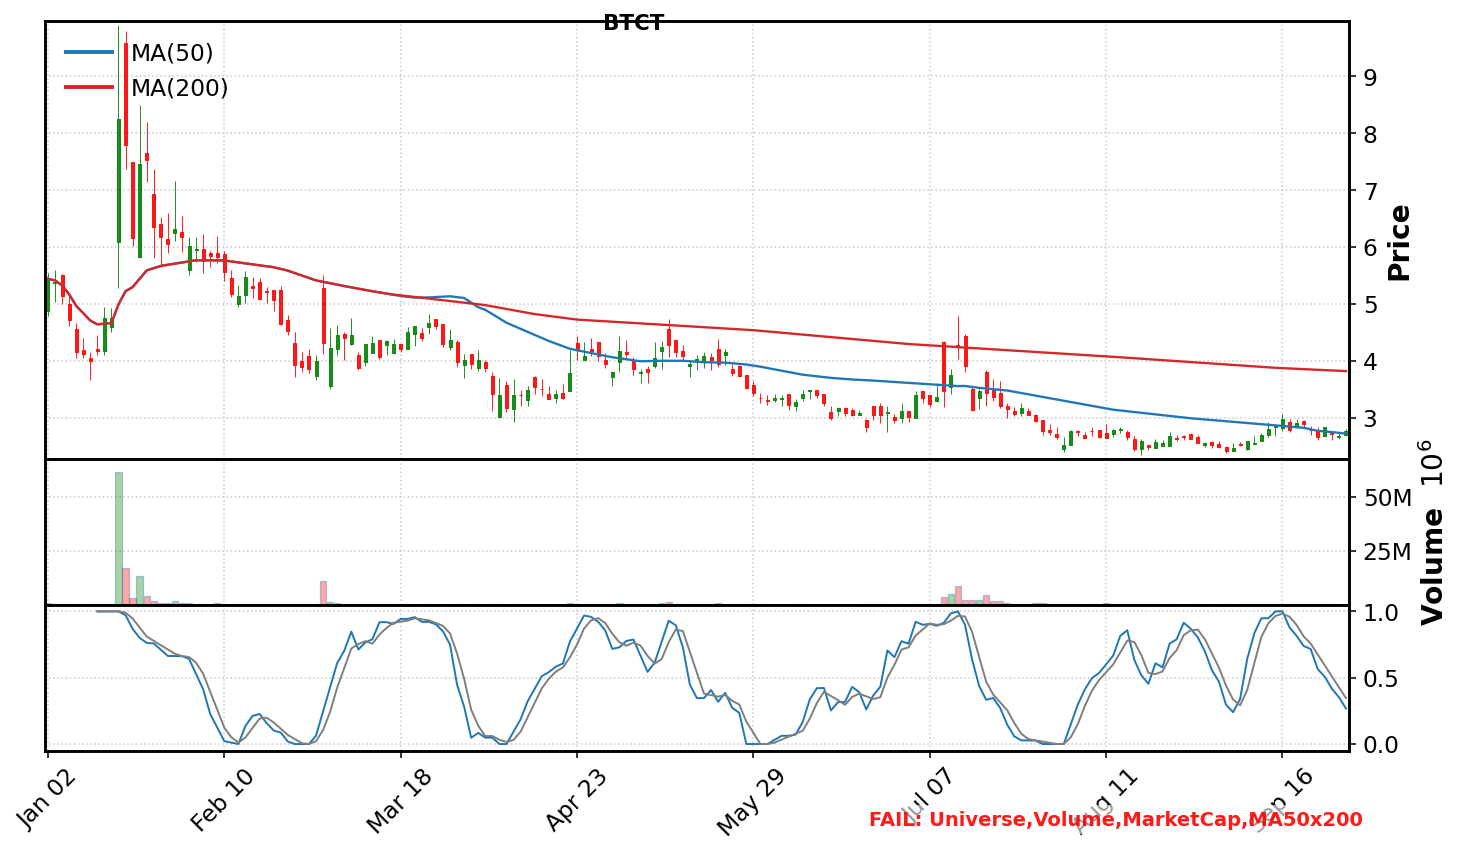 BTCT
MA(50)
MA(200)
9
8
7
6
5
4
3
Price
50M
25M
Volume 10^6
1.0
0.5
0.0
Jan 02
Feb 10
Mar 18
Apr 23
May 29
Jul 07
Aug 11
Sep 16
FAIL: Universe,Volume,MarketCap,MA50x200